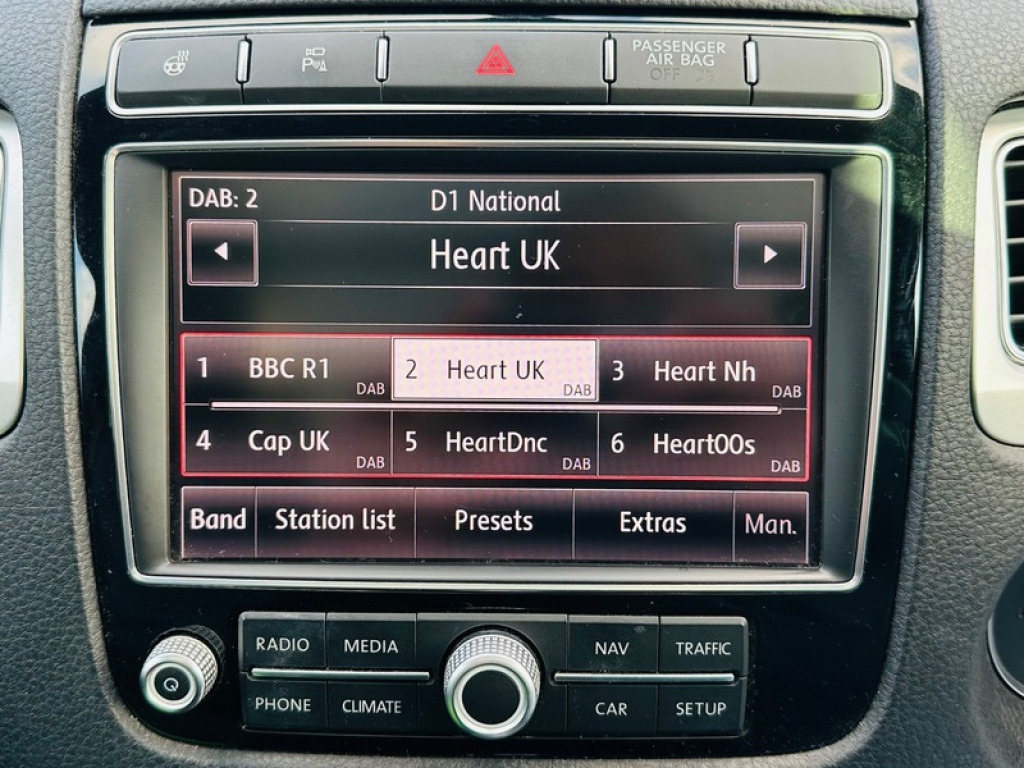 P
PASSENGER
AIR BAG
OFF
DAB: 2 D1 National
Heart UK
1 BBC R1 DAB 2 Heart UK DAB 3 Heart Nh DAB
4 Cap UK DAB 5 HeartDnc DAB 6 Heart00s DAB
Band Station list Presets Extras Man.
RADIO MEDIA NAV TRAFFIC
PHONE CLIMATE CAR SETUP